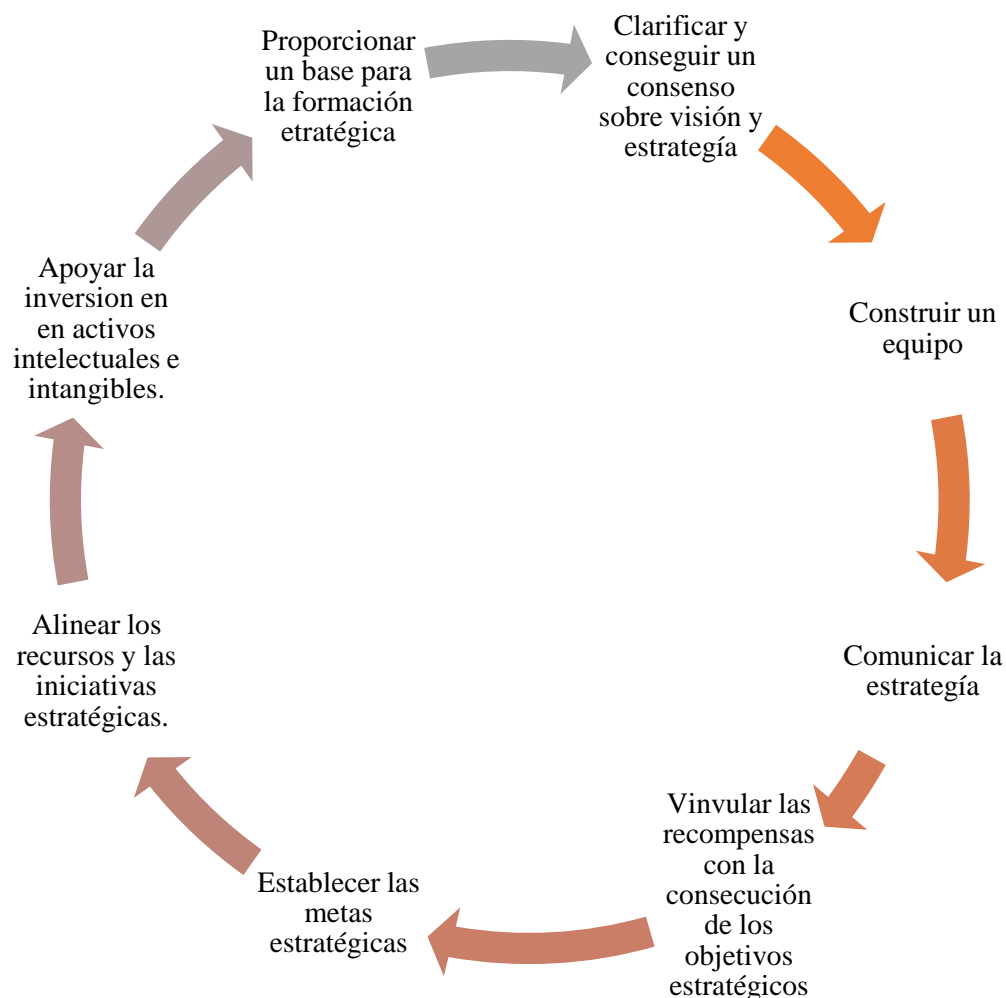 Clarificar y
conseguir un
consenso
sobre visión y
estrategía
Construir un
equipo
Comunicar la
estrategía
Vinvular las
recompensas
con la
consecución
de los
objetivos
estratégicos
Establecer las
metas
estratégicas
Alinear los
recursos y las
iniciativas
estratégicas.
Apoyar la
inversion en
en activos
intelectuales e
intangibles.
Proporcionar
un base para
la formación
etratégica